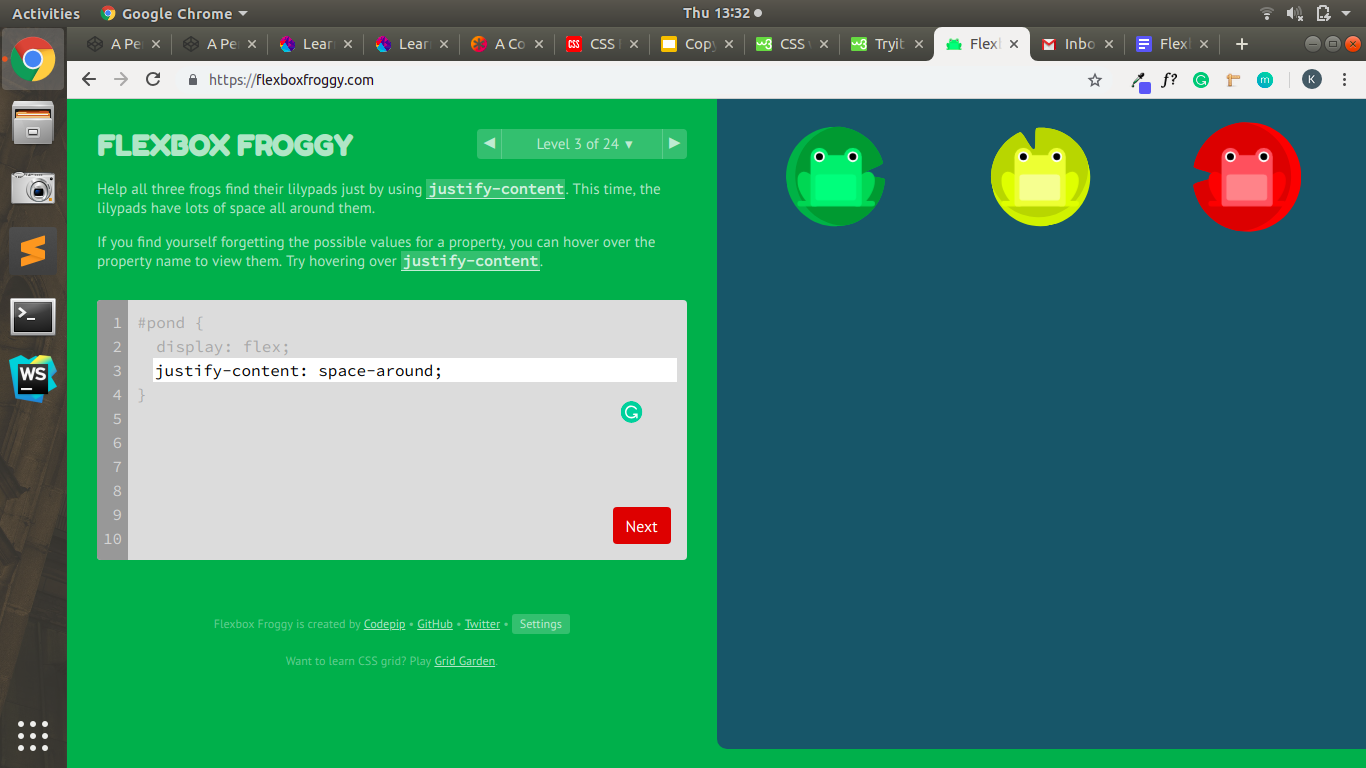 Activities Google Chrome ▾ Thu 13:32 ●
A Pe A Pe Lear Lear A Co CSS Copy CSS Tryit Flex Inbo Flex
https://flexboxfroggy.com f? K
FLEXBOX FROGGY
◀ Level 3 of 24 ▾ ▶
Help all three frogs find their lilypads just by using justify-content. This time, the
lilypads have lots of space all around them.
If you find yourself forgetting the possible values for a property, you can hover over the
property name to view them. Try hovering over justify-content.
1 #pond {
2 display: flex;
3 justify-content: space-around;
4 }
5
6
7
8
9
10
Next
Flexbox Froggy is created by Codepip • GitHub • Twitter • Settings
Want to learn CSS grid? Play Grid Garden.
WS